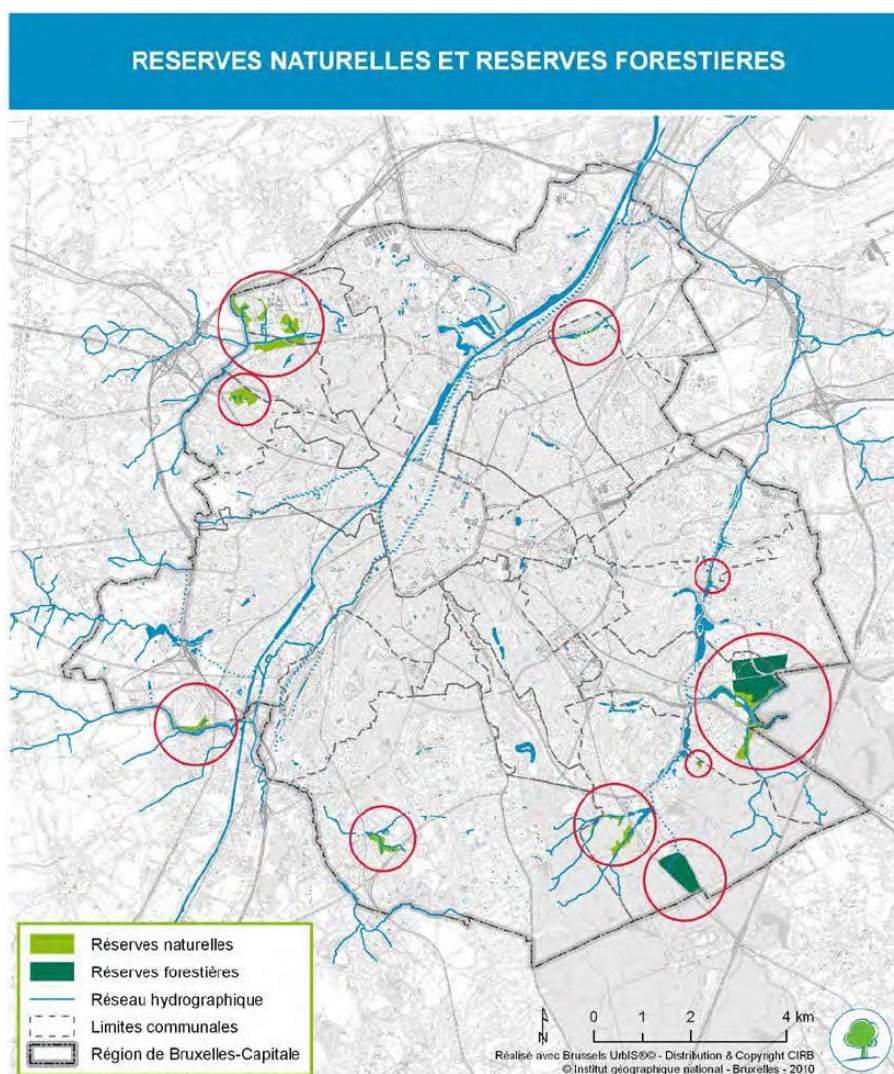 RESERVES NATURELLES ET RESERVES FORESTIERES
Réserves naturelles
Réserves forestières
Réseau hydrographique
Limites communales
Région de Bruxelles-Capitale
N
0 1 2 4 km
Réalisé avec Brussels UrbIS®© - Distribution & Copyright CIRB
© Institut géographique national - Bruxelles - 2010